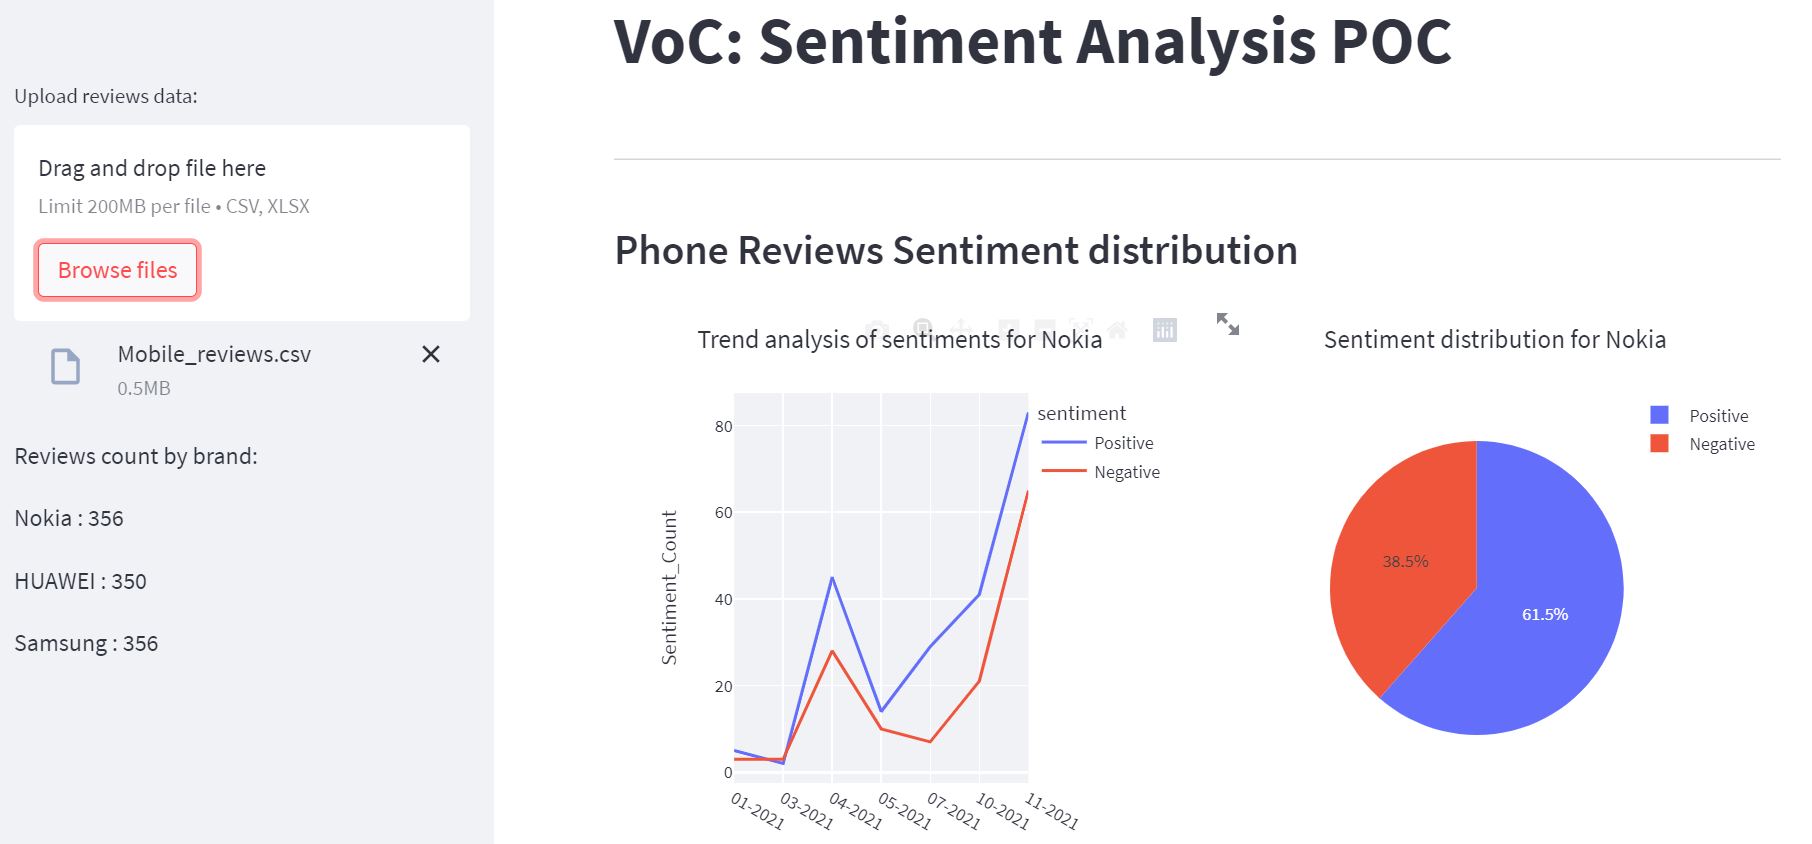 VoC: Sentiment Analysis POC
Upload reviews data:
Drag and drop file here
Limit 200MB per file • CSV, XLSX
Browse files
Mobile_reviews.csv
0.5MB
Reviews count by brand:
Nokia : 356
HUAWEI : 350
Samsung : 356
Phone Reviews Sentiment distribution
Trend analysis of sentiments for Nokia
sentiment
Positive
Negative
Sentiment_Count
80
60
40
20
0
01-2021
03-2021
04-2021
05-2021
07-2021
10-2021
11-2021
Sentiment distribution for Nokia
Positive
Negative
38.5%
61.5%